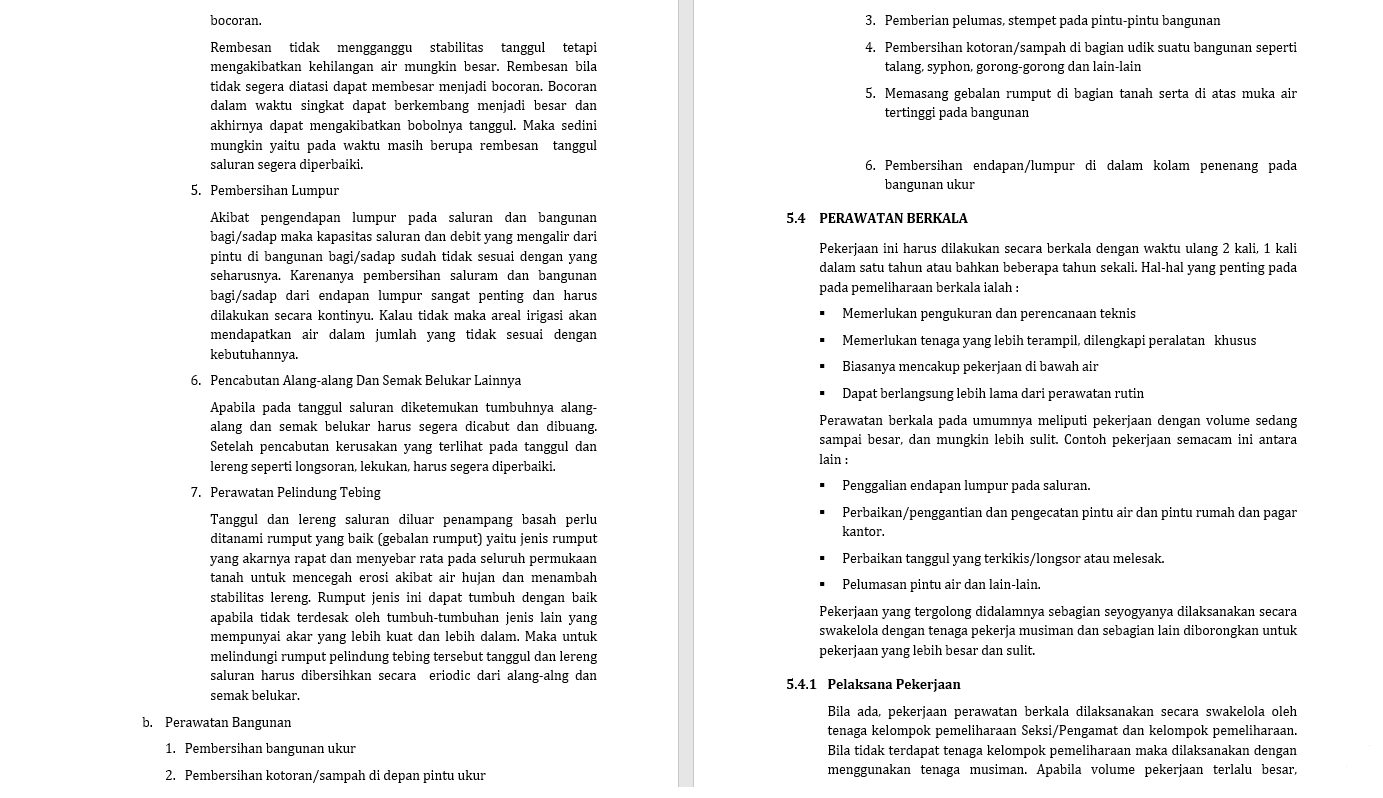 bocoran.
Rembesan tidak mengganggu stabilitas tanggul tetapi
mengakibatkan kehilangan air mungkin besar. Rembesan bila
tidak segera diatasi dapat membesar menjadi bocoran. Bocoran
dalam waktu singkat dapat berkembang menjadi besar dan
akhirnya dapat mengakibatkan bobolnya tanggul. Maka sedini
mungkin yaitu pada waktu masih berupa rembesan tanggul
saluran segera diperbaiki.
5. Pembersihan Lumpur
Akibat pengendapan lumpur pada saluran dan bangunan
bagi/sadap maka kapasitas saluran dan debit yang mengalir dari
pintu di bangunan bagi/sadap sudah tidak sesuai dengan yang
seharusnya. Karenanya pembersihan saluram dan bangunan
bagi/sadap dari endapan lumpur sangat penting dan harus
dilakukan secara kontinyu. Kalau tidak maka areal irigasi akan
mendapatkan air dalam jumlah yang tidak sesuai dengan
kebutuhannya.
6. Pencabutan Alang-alang Dan Semak Belukar Lainnya
Apabila pada tanggul saluran diketemukan tumbuhnya alang-
alang dan semak belukar harus segera dicabut dan dibuang.
Setelah pencabutan kerusakan yang terlihat pada tanggul dan
lereng seperti longsoran, lekukan, harus segera diperbaiki.
7. Perawatan Pelindung Tebing
Tanggul dan lereng saluran diluar penampang basah perlu
ditanami rumput yang baik (gebalan rumput) yaitu jenis rumput
yang akarnya rapat dan menyebar rata pada seluruh permukaan
tanah untuk mencegah erosi akibat air hujan dan menambah
stabilitas lereng. Rumput jenis ini dapat tumbuh dengan baik
apabila tidak terdesak oleh tumbuh-tumbuhan jenis lain yang
mempunyai akar yang lebih kuat dan lebih dalam. Maka untuk
melindungi rumput pelindung tebing tersebut tanggul dan lereng
saluran harus dibersihkan secara eriodic dari alang-alng dan
semak belukar.
b. Perawatan Bangunan
1. Pembersihan bangunan ukur
2. Pembersihan kotoran/sampah di depan pintu ukur
3. Pemberian pelumas, stempet pada pintu-pintu bangunan
4. Pembersihan kotoran/sampah di bagian udik suatu bangunan seperti
talang, syphon, gorong-gorong dan lain-lain
5. Memasang gebalan rumput di bagian tanah serta di atas muka air
tertinggi pada bangunan
6. Pembersihan endapan/lumpur di dalam kolam penenang pada
bangunan ukur
5.4 PERAWATAN BERKALA
Pekerjaan ini harus dilakukan secara berkala dengan waktu ulang 2 kali, 1 kali
dalam satu tahun atau bahkan beberapa tahun sekali. Hal-hal yang penting pada
pada pemeliharaan berkala ialah :
▪ Memerlukan pengukuran dan perencanaan teknis
▪ Memerlukan tenaga yang lebih terampil, dilengkapi peralatan khusus
▪ Biasanya mencakup pekerjaan di bawah air
▪ Dapat berlangsung lebih lama dari perawatan rutin
Perawatan berkala pada umumnya meliputi pekerjaan dengan volume sedang
sampai besar, dan mungkin lebih sulit. Contoh pekerjaan semacam ini antara
lain :
▪ Penggalian endapan lumpur pada saluran.
▪ Perbaikan/penggantian dan pengecatan pintu air dan pintu rumah dan pagar
kantor.
▪ Perbaikan tanggul yang terkikis/longsor atau melesak.
▪ Pelumasan pintu air dan lain-lain.
Pekerjaan yang tergolong didalamnya sebagian seyogyanya dilaksanakan secara
swakelola dengan tenaga pekerja musiman dan sebagian lain diborongkan untuk
pekerjaan yang lebih besar dan sulit.
5.4.1 Pelaksana Pekerjaan
Bila ada, pekerjaan perawatan berkala dilaksanakan secara swakelola oleh
tenaga kelompok pemeliharaan Seksi/Pengamat dan kelompok pemeliharaan.
Bila tidak terdapat tenaga kelompok pemeliharaan maka dilaksanakan dengan
menggunakan tenaga musiman. Apabila volume pekerjaan terlalu besar,